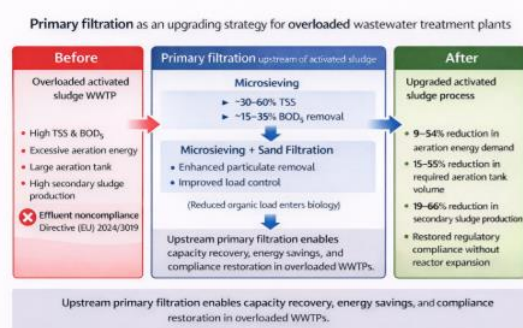 Primary filtration as an upgrading strategy for overloaded wastewater treatment plants
Before
Overloaded activated
sludge WWTP
• High TSS & BOD₅
• Excessive aeration energy
• Large aeration tank
• High secondary sludge
production
Effluent noncompliance
Directive (EU) 2024/3019
Primary filtration upstream of activated sludge
Microsieving
► ~30–60% TSS
► ~15–35% BOD₅ removal
Microsieving + Sand Filtration
• Enhanced particulate removal
• Improved load control
(Reduced organic load enters biology)
Upstream primary filtration enables
capacity recovery, energy savings, and
compliance restoration in overloaded WWTPs.
After
Upgraded activated
sludge process
• 9–54% reduction in
aeration energy demand
• 15–55% reduction in
required aeration tank
volume
• 19–66% reduction in
secondary sludge production
• Restored regulatory
compliance without
reactor expansion
Upstream primary filtration enables capacity recovery, energy savings, and compliance
restoration in overloaded WWTPs.